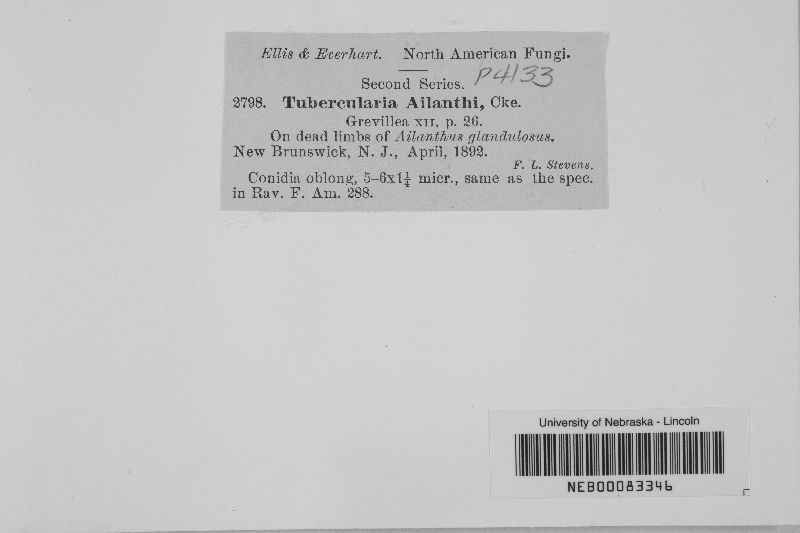 Ellis & Everhart. North American Fungi.
Second Series. P4133
2798. Tubercularia Ailanthi, Cke.
Grevillea XII, p. 26.
On dead limbs of Ailanthus glandulosus.
New Brunswick, N. J., April, 1892.
F. L. Stevens.
Conidia oblong, 5-6x1¼ micr., same as the spec.
in Rav. F. Am. 288.
University of Nebraska - Lincoln
NEB00083346